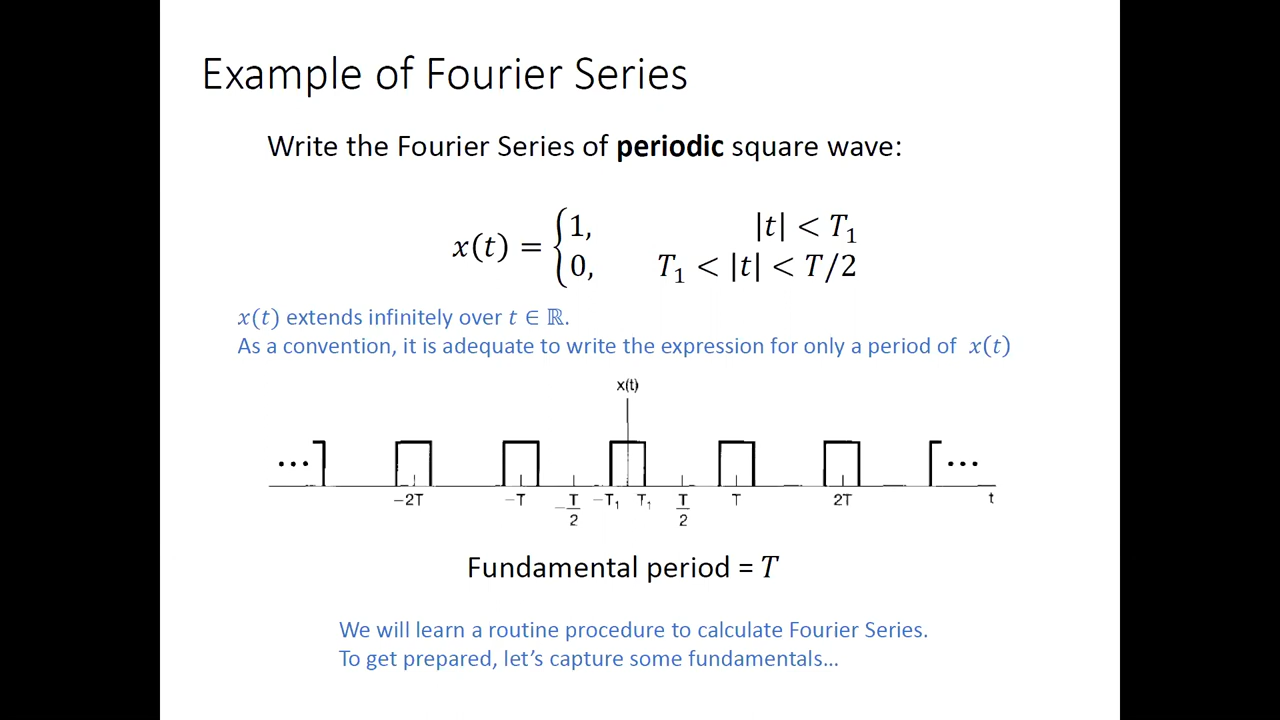 Example of Fourier Series
Write the Fourier Series of periodic square wave:
x(t) = {1, |t| < T₁
0, T₁ < |t| < T/2
x(t) extends infinitely over t ∈ ℝ.
As a convention, it is adequate to write the expression for only a period of x(t)
x(t)
... ...
−2T −T −T/2 −T₁ T₁ T/2 T 2T t
Fundamental period = T
We will learn a routine procedure to calculate Fourier Series.
To get prepared, let’s capture some fundamentals…